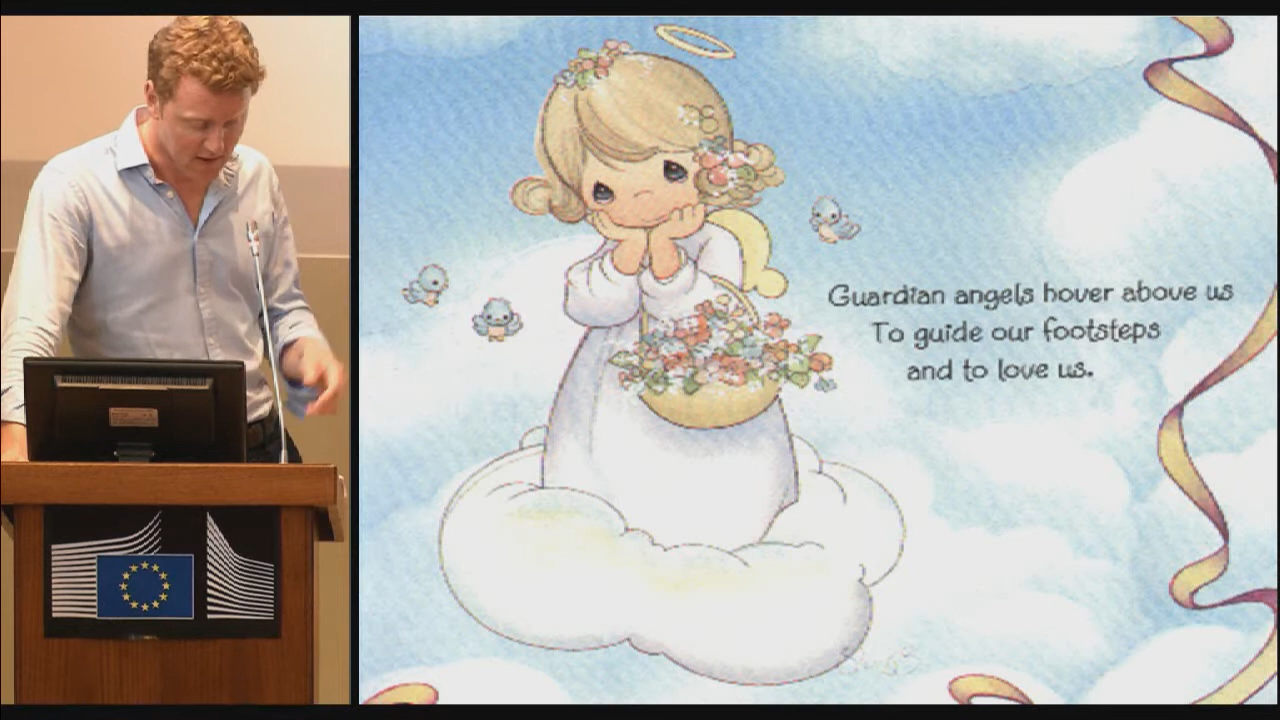 Guardian angels hover above us
To guide our footsteps
and to love us.